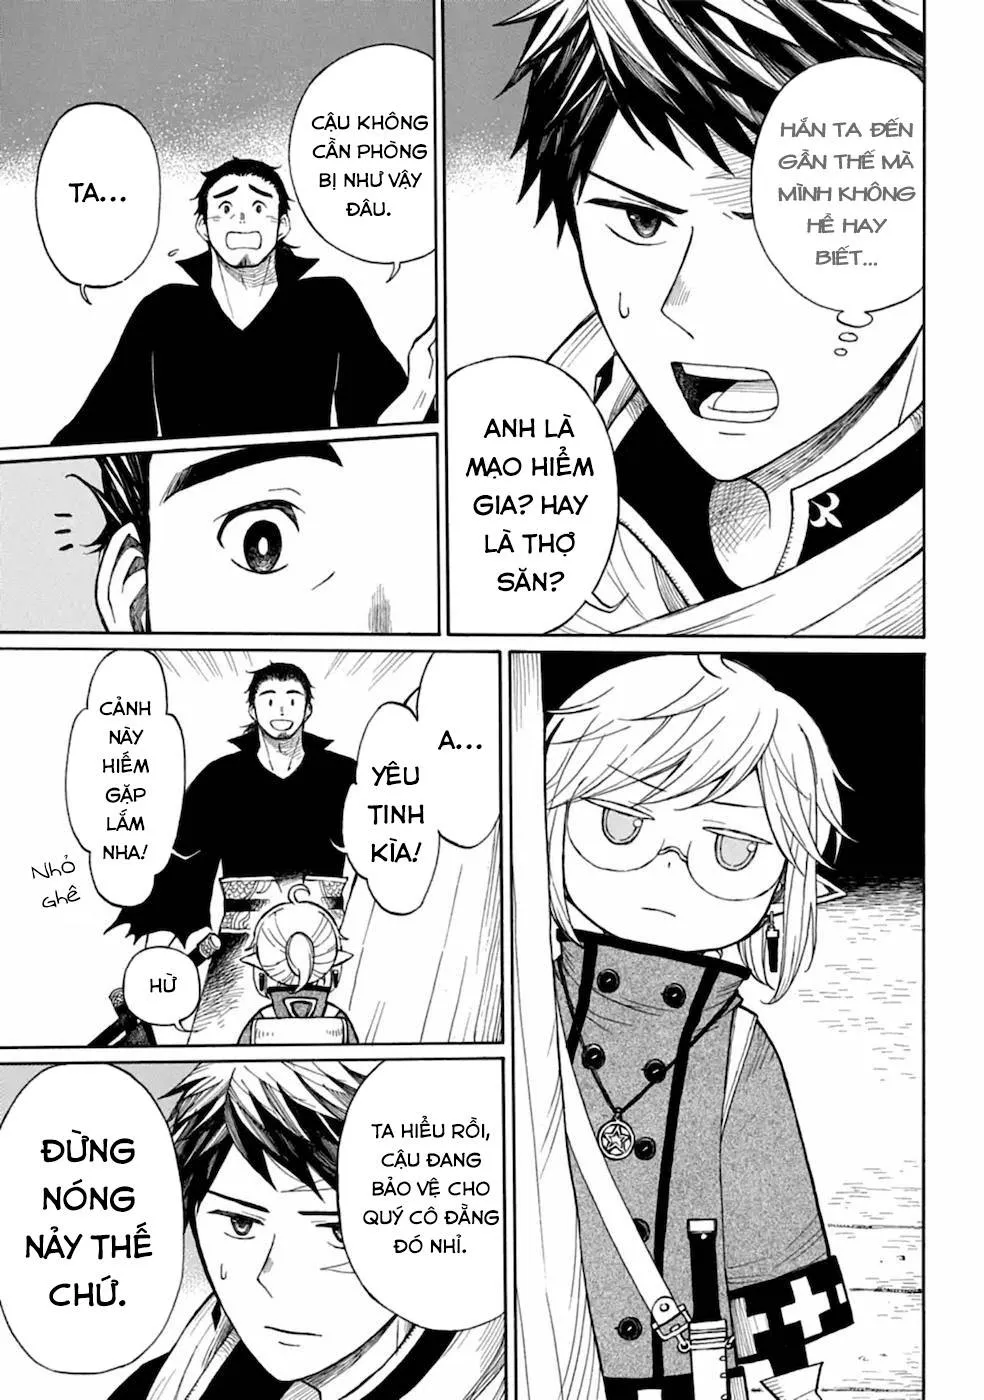 HẮN TA ĐẾN
GẦN THẾ MÀ
MÌNH KHÔNG
HỀ HAY
BIẾT...
ANH LÀ
MẠO HIỂM
GIA? HAY
LÀ THỢ
SĂN?
CẬU KHÔNG
CẦN PHÒNG
BỊ NHƯ VẬY
ĐÂU.
TA...
A...
YÊU
TINH
KÌA!
CẢNH
NÀY
HIẾM
GẶP
LẮM
NHA!
Nhỏ
Ghê
HỪ
TA HIỂU RỒI,
CẬU ĐANG
BẢO VỆ CHO
QUÝ CÔ ĐẰNG
ĐÓ NHỈ.
ĐỪNG
NÓNG
NẢY THẾ
CHỨ.